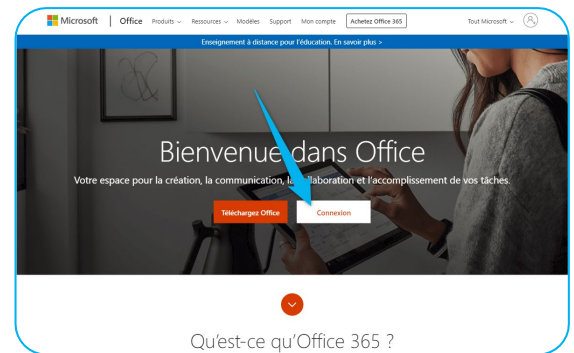 Microsoft | Office Produits Ressources Modèles Support Mon compte Achetez Office 365 Tout Microsoft
Enseignement à distance pour l'éducation. En savoir plus >
Bienvenue dans Office
Votre espace pour la création, la communication, la collaboration et l'accomplissement de vos tâches.
Téléchargez Office Connexion
Qu'est-ce qu'Office 365 ?